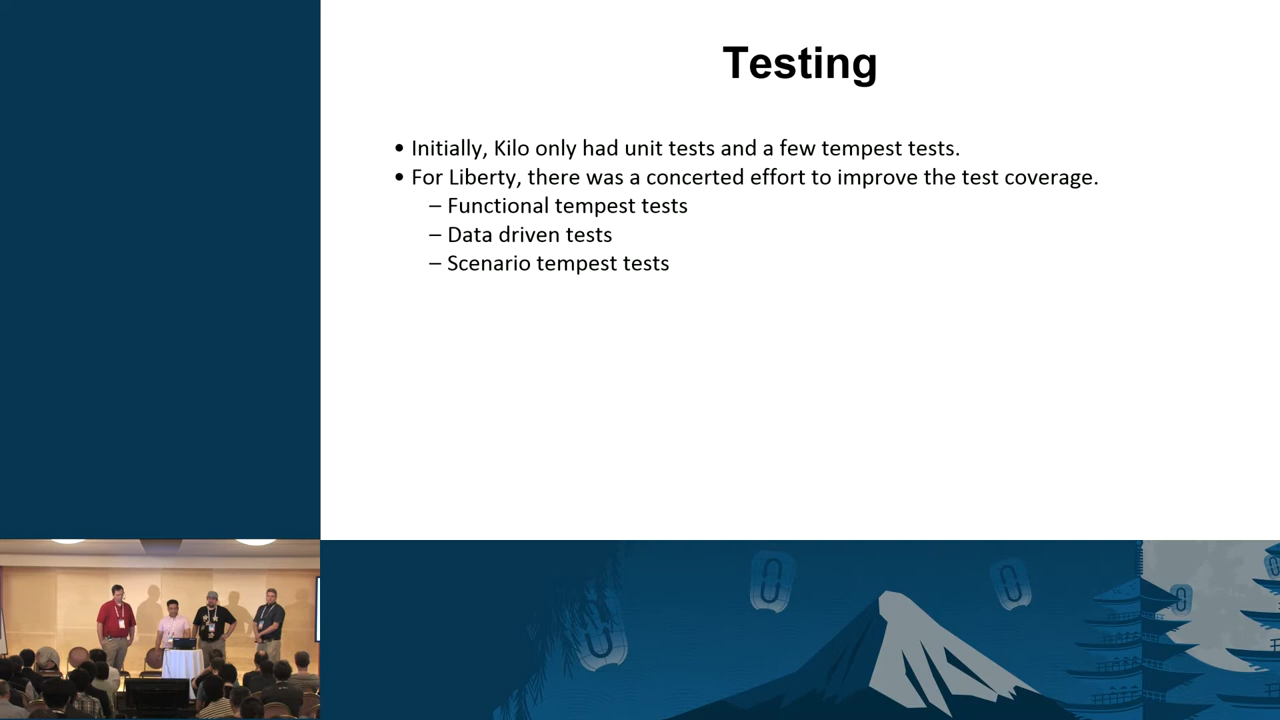 Testing
• Initially, Kilo only had unit tests and a few tempest tests.
• For Liberty, there was a concerted effort to improve the test coverage.
– Functional tempest tests
– Data driven tests
– Scenario tempest tests